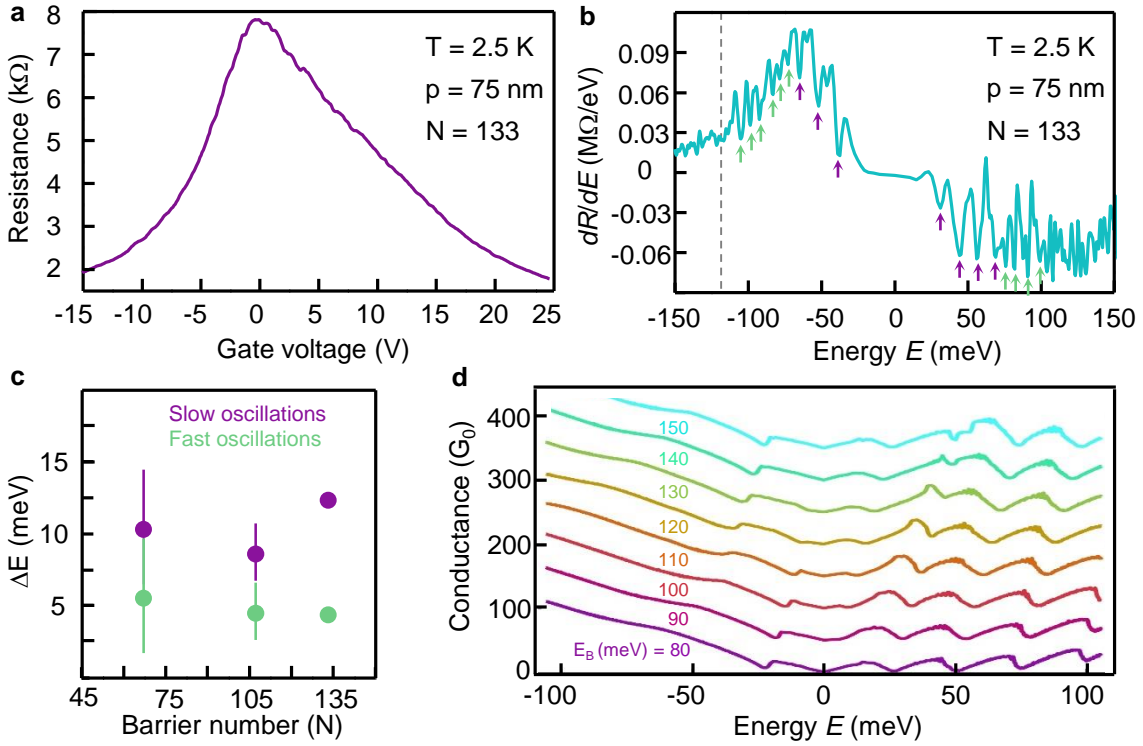 a
8
7
6
5
4
3
2
Resistance (kΩ)
T = 2.5 K
p = 75 nm
N = 133
-15 -10 -5 0 5 10 15 20 25
Gate voltage (V)
b
0.09
0.06
0.03
0
-0.03
-0.06
dR/dE (MΩ/eV)
T = 2.5 K
p = 75 nm
N = 133
-150 -100 -50 0 50 100 150
Energy E (meV)
c
Slow oscillations
Fast oscillations
15
10
5
ΔE (meV)
45 75 105 135
Barrier number (N)
d
400
300
200
100
0
Conductance (G₀)
150
140
130
120
110
100
90
E_B (meV) = 80
-100 -50 0 50 100
Energy E (meV)